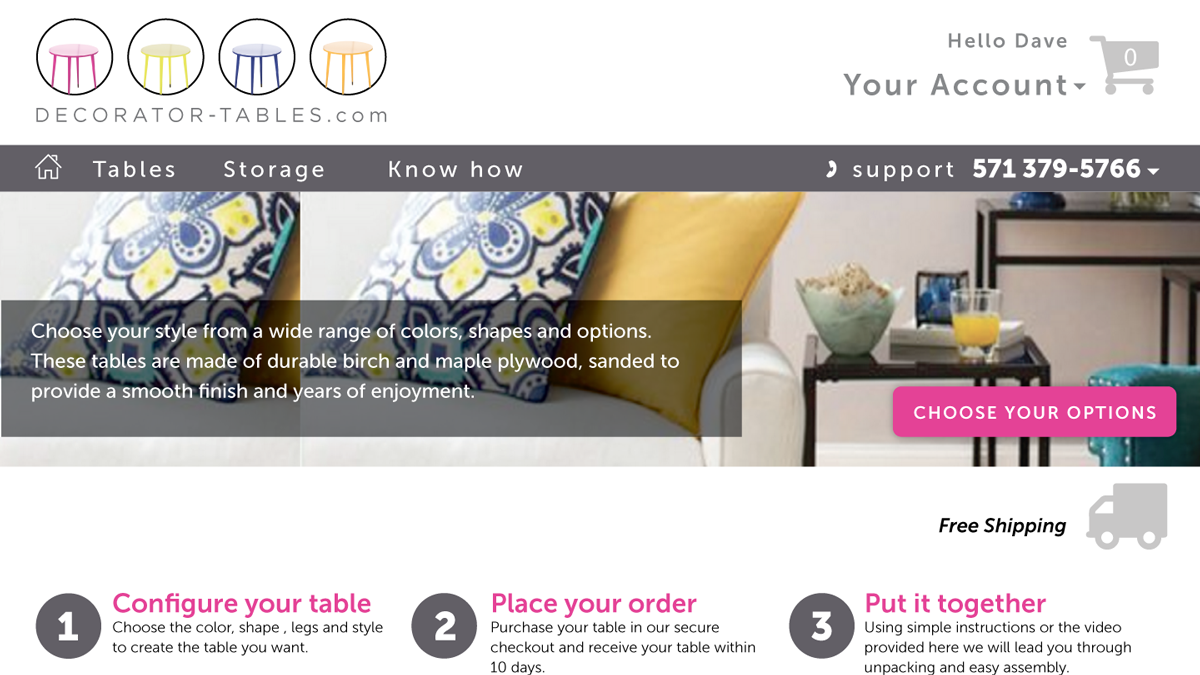 Hello Dave
0
Your Account
DECORATOR-TABLES.com
Tables Storage Know how support 571 379-5766
Choose your style from a wide range of colors, shapes and options.
These tables are made of durable birch and maple plywood, sanded to
provide a smooth finish and years of enjoyment.
CHOOSE YOUR OPTIONS
Free Shipping
1
Configure your table
Choose the color, shape , legs and style
to create the table you want.
2
Place your order
Purchase your table in our secure
checkout and receive your table within
10 days.
3
Put it together
Using simple instructions or the video
provided here we will lead you through
unpacking and easy assembly.